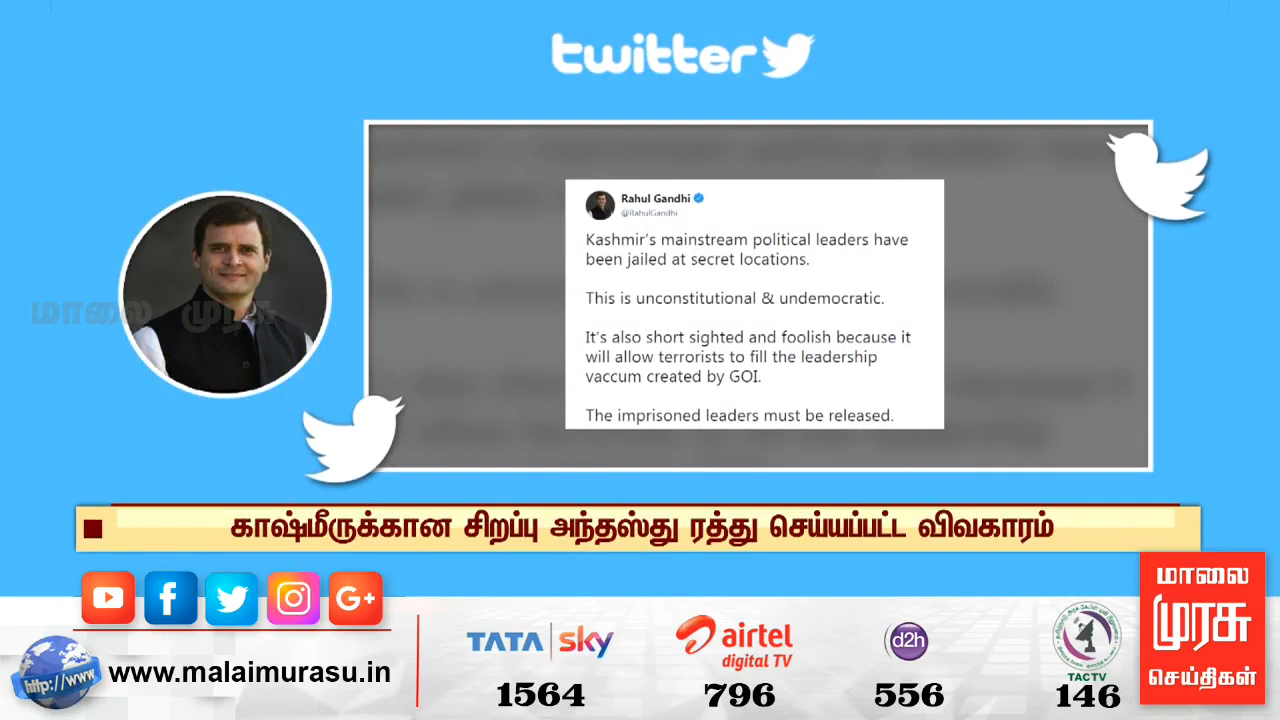 twitter
Rahul Gandhi
@RahulGandhi
Kashmir's mainstream political leaders have
been jailed at secret locations.
This is unconstitutional & undemocratic.
It's also short sighted and foolish because it
will allow terrorists to fill the leadership
vaccum created by GOI.
The imprisoned leaders must be released.
மாலை முரசு
காஷ்மீருக்கான சிறப்பு அந்தஸ்து ரத்து செய்யப்பட்ட விவகாரம்
G+
http://www
www.malaimurasu.in
TATA sky
1564
airtel
digital TV
796
d2h
556
TACTV
146
மாலை
முரசு
செய்திகள்